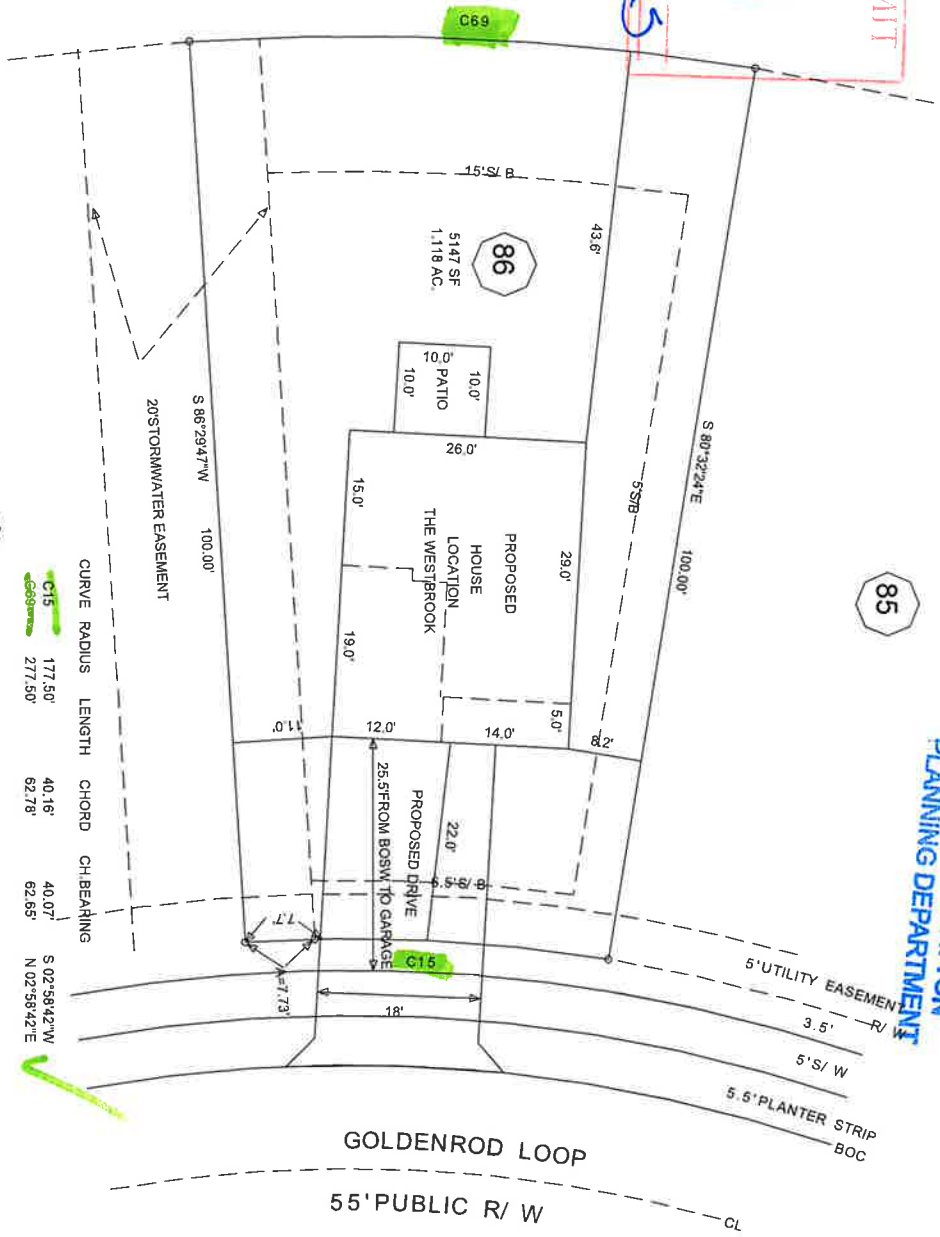 C69
MIT
5
15'S/ B
43.6'
86
5147 SF
1.118 AC.
10.0'
10.0'
PATIO
10.0'
S 80°32'24"E
100.00'
5'S/B
85
26.0'
15.0'
29.0'
PROPOSED
HOUSE
LOCATION
THE WESTBROOK
19.0'
5.0'
S 86°29'47"W
100.00'
20'STORMWATER EASEMENT
11.0'
12.0'
14.0'
8.2'
PLANNING DEPARTMENT
PROPOSED DRIVE
22.0'
25.5'FROM BOSW. TO GARAGE
7.7'
C15
L=7.73'
18'
5'UTILITY EASEMENT
R/ W
3.5'
5'S/ W
5.5'PLANTER STRIP
BOC
CURVE RADIUS LENGTH CHORD CH.BEARING
C15 177.50' 40.16' 40.07' S 02°58'42"W
C69 277.50' 62.78' 62.65' N 02°58'42"E
GOLDENROD LOOP
55'PUBLIC R/ W
CL